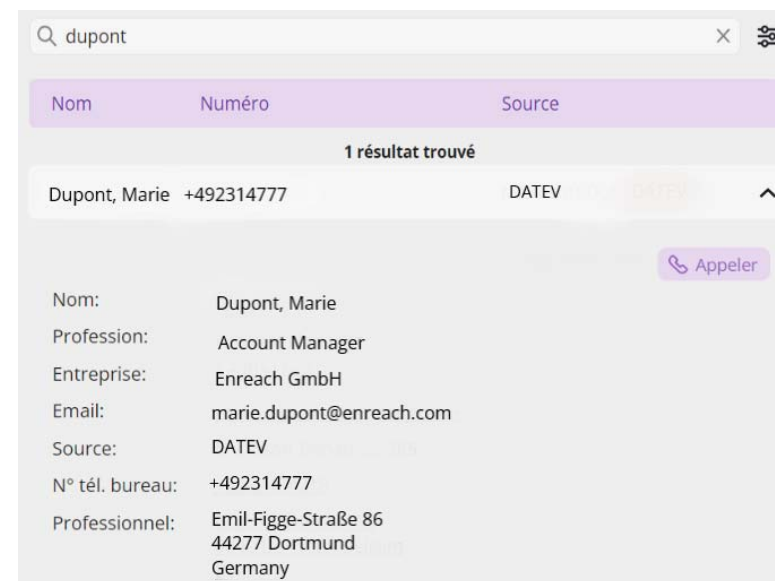 dupont
Nom Numéro Source
1 résultat trouvé
Dupont, Marie +492314777 DATEV
Appeler
Nom: Dupont, Marie
Profession: Account Manager
Entreprise: Enreach GmbH
Email: marie.dupont@enreach.com
Source: DATEV
N° tél. bureau: +492314777
Professionnel: Emil-Figge-Straße 86
44277 Dortmund
Germany